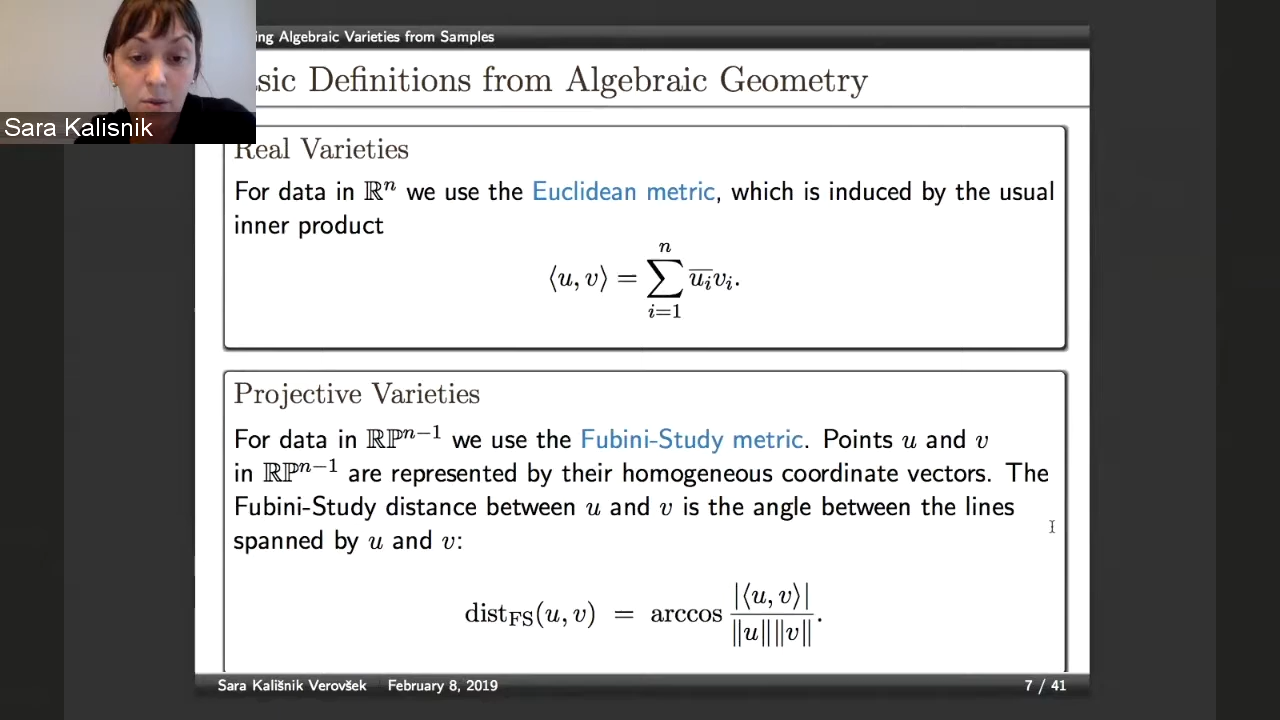 ing Algebraic Varieties from Samples
sic Definitions from Algebraic Geometry
Sara Kalisnik
Real Varieties
For data in ℝⁿ we use the Euclidean metric, which is induced by the usual
inner product
⟨u, v⟩ = ∑ᵢ₌₁ⁿ u̅ᵢvᵢ.
Projective Varieties
For data in ℝℙⁿ⁻¹ we use the Fubini-Study metric. Points u and v
in ℝℙⁿ⁻¹ are represented by their homogeneous coordinate vectors. The
Fubini-Study distance between u and v is the angle between the lines
spanned by u and v:
dist_FS(u, v) = arccos |⟨u, v⟩| / ‖u‖‖v‖.
Sara Kališnik Verovšek February 8, 2019 7 / 41